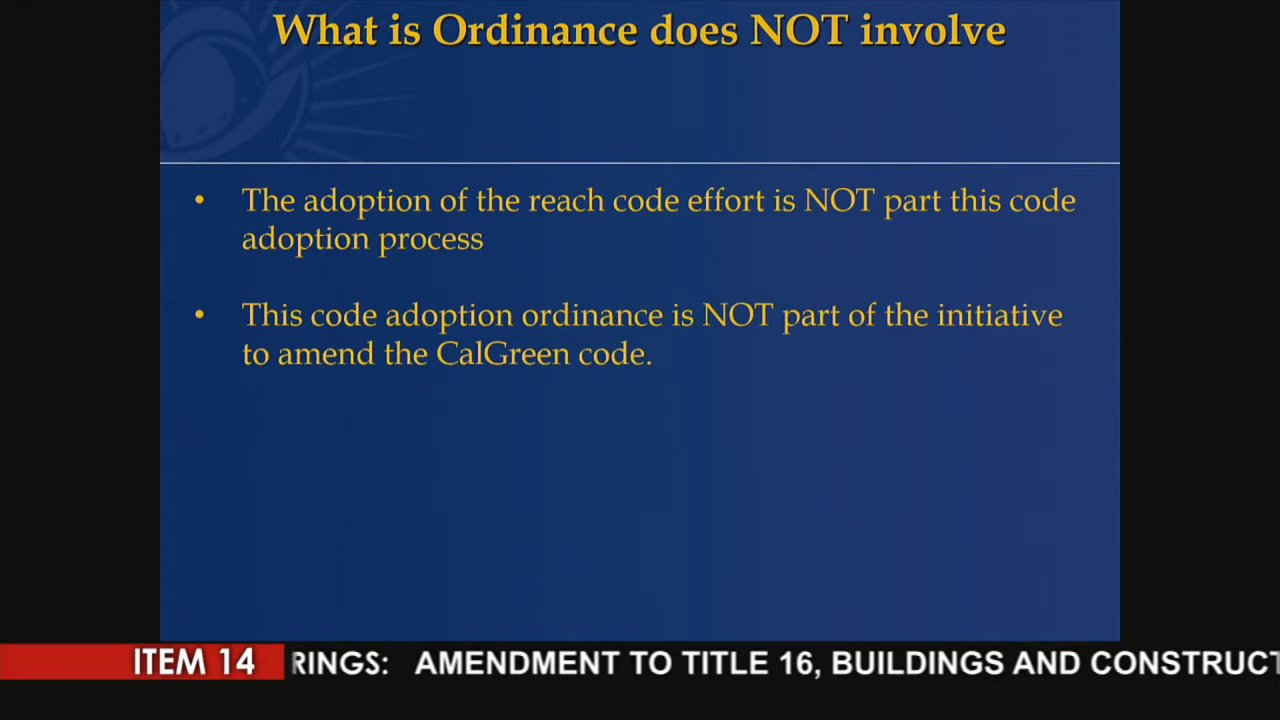 What is Ordinance does NOT involve
• The adoption of the reach code effort is NOT part this code
adoption process
• This code adoption ordinance is NOT part of the initiative
to amend the CalGreen code.
ITEM 14 RINGS: AMENDMENT TO TITLE 16, BUILDINGS AND CONSTRUCT